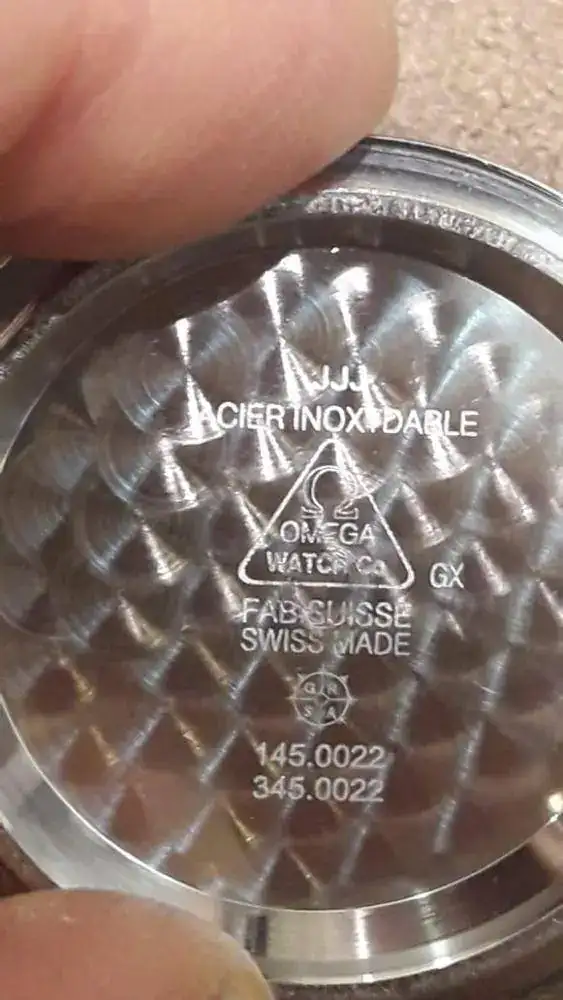 JJJ
ACIER INOXYDABLE
Ω
OMEGA
WATCH Co
GX
FAB. SUISSE
SWISS MADE
G R
S A
145.0022
345.0022